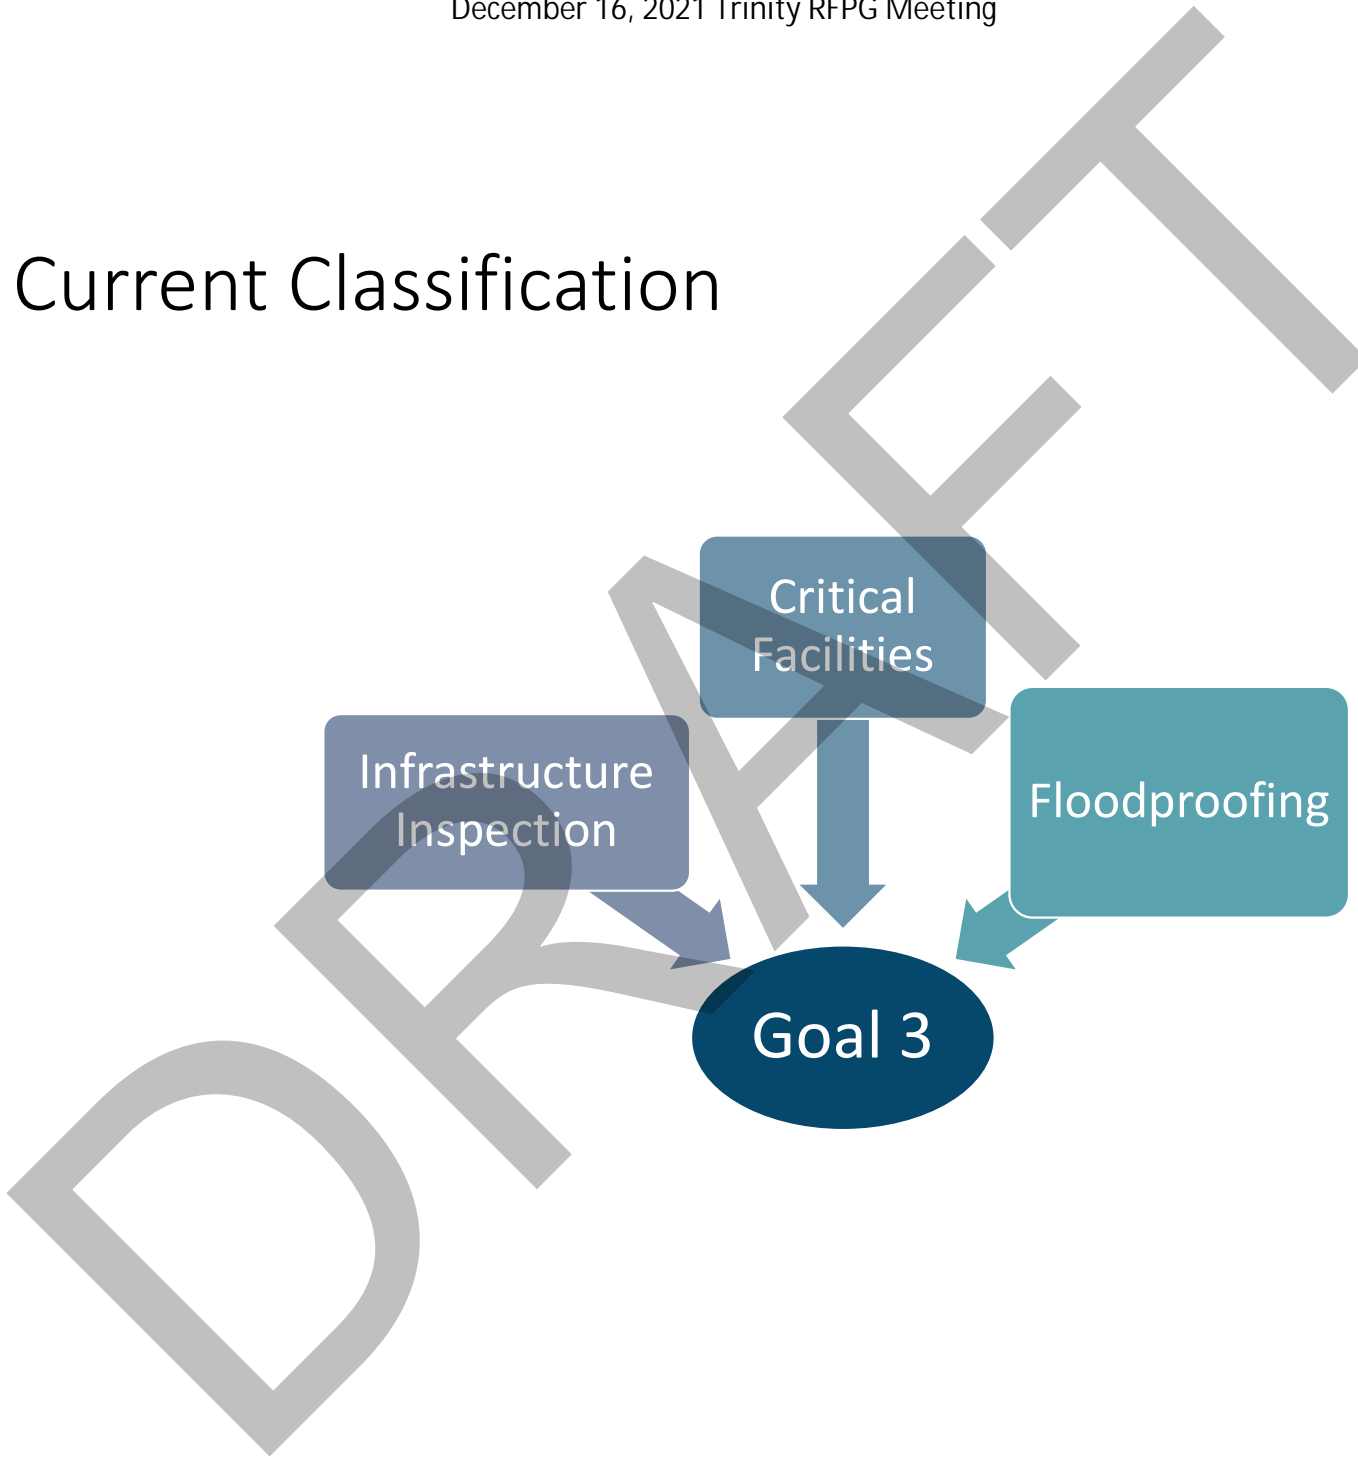 December 16, 2021 Trinity RFPG Meeting
Current Classification
Critical
Facilities
Infrastructure
Inspection
Floodproofing
Goal 3
DRAFT